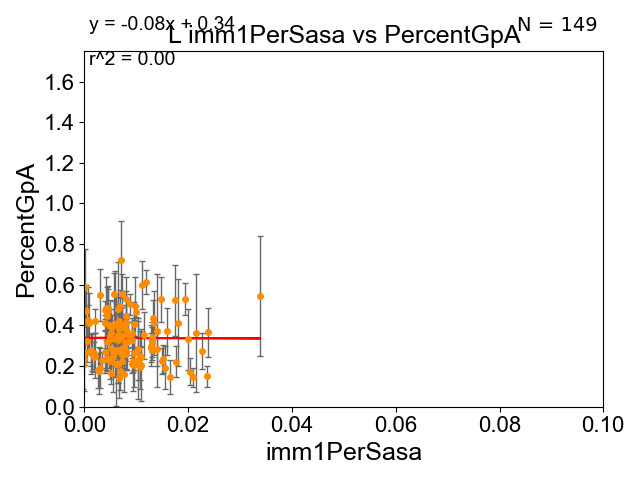 y = -0.08x + 0.34
L imm1PerSasa vs PercentGpA
N = 149
r^2 = 0.00
PercentGpA
1.6
1.4
1.2
1.0
0.8
0.6
0.4
0.2
0.0
0.00 0.02 0.04 0.06 0.08 0.10
imm1PerSasa